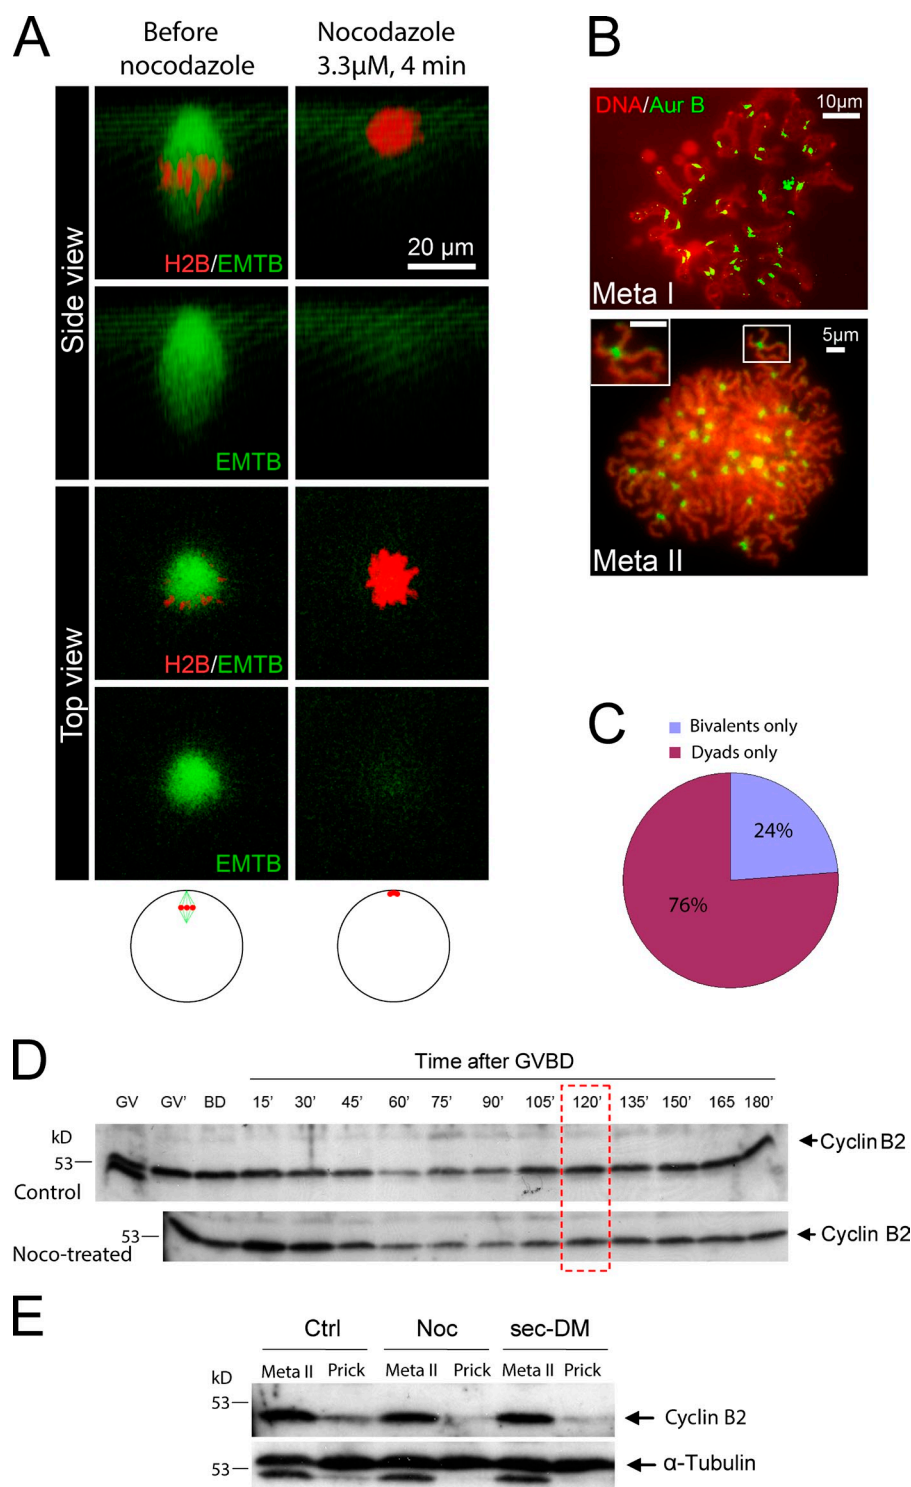 A
Before nocodazole
Nocodazole 3.3µM, 4 min
Side view
H2B/EMTB
20 µm
EMTB
Top view
H2B/EMTB
EMTB
B
DNA/Aur B
10µm
Meta I
5µm
Meta II
C
Bivalents only
Dyads only
24%
76%
D
Time after GVBD
GV GV' BD 15' 30' 45' 60' 75' 90' 105' 120' 135' 150' 165 180'
kD
53
Cyclin B2
Control
53
Cyclin B2
Noco-treated
E
Ctrl Noc sec-DM
kD Meta II Prick Meta II Prick Meta II Prick
53
Cyclin B2
53
α-Tubulin